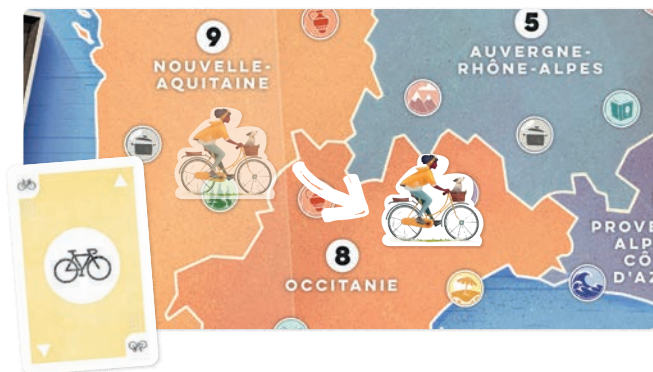 9
NOUVELLE-
AQUITAINE
5
AUVERGNE-
RHÔNE-ALPES
8
OCCITANIE
PROVE
ALP
CÔ
D'AZ